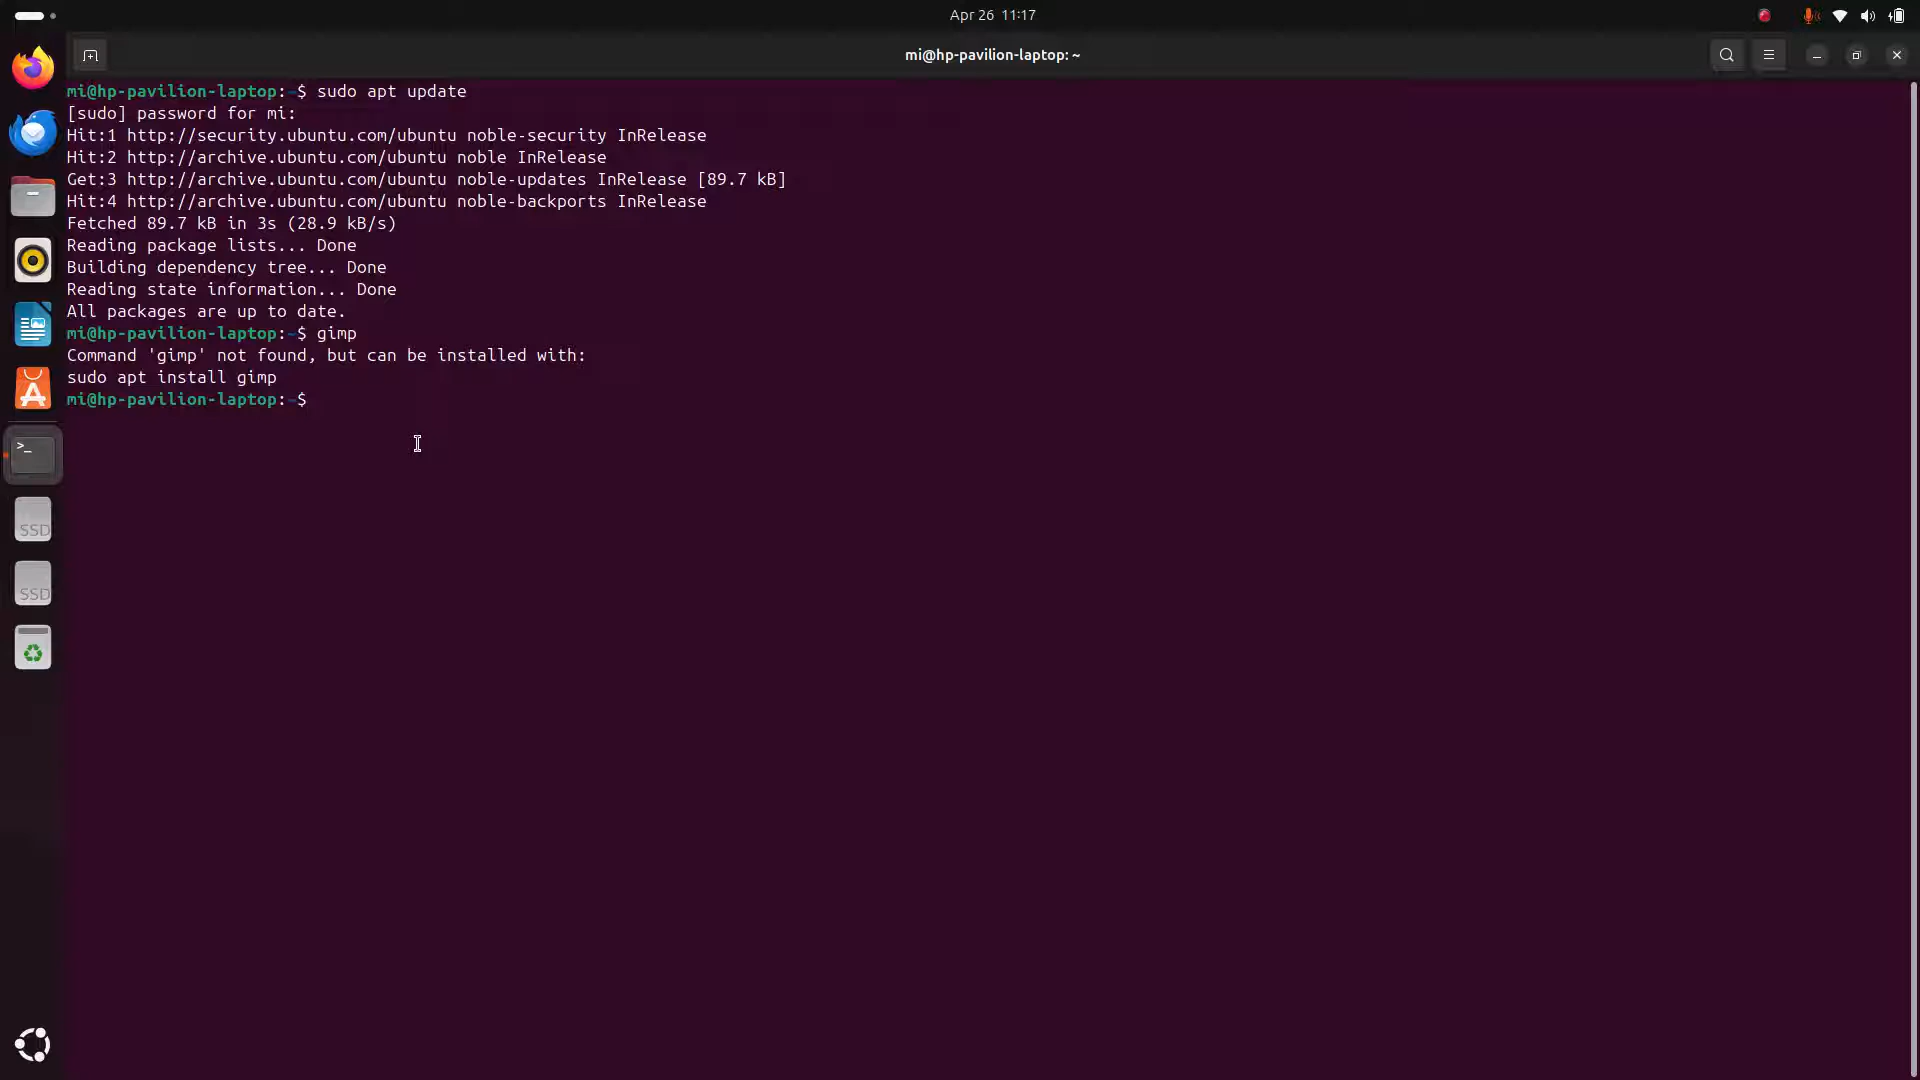 Apr 26 11:17
mi@hp-pavilion-laptop: ~
mi@hp-pavilion-laptop:~$ sudo apt update
[sudo] password for mi:
Hit:1 http://security.ubuntu.com/ubuntu noble-security InRelease
Hit:2 http://archive.ubuntu.com/ubuntu noble InRelease
Get:3 http://archive.ubuntu.com/ubuntu noble-updates InRelease [89.7 kB]
Hit:4 http://archive.ubuntu.com/ubuntu noble-backports InRelease
Fetched 89.7 kB in 3s (28.9 kB/s)
Reading package lists... Done
Building dependency tree... Done
Reading state information... Done
All packages are up to date.
mi@hp-pavilion-laptop:~$ gimp
Command 'gimp' not found, but can be installed with:
sudo apt install gimp
mi@hp-pavilion-laptop:~$
>_
SSD
SSD